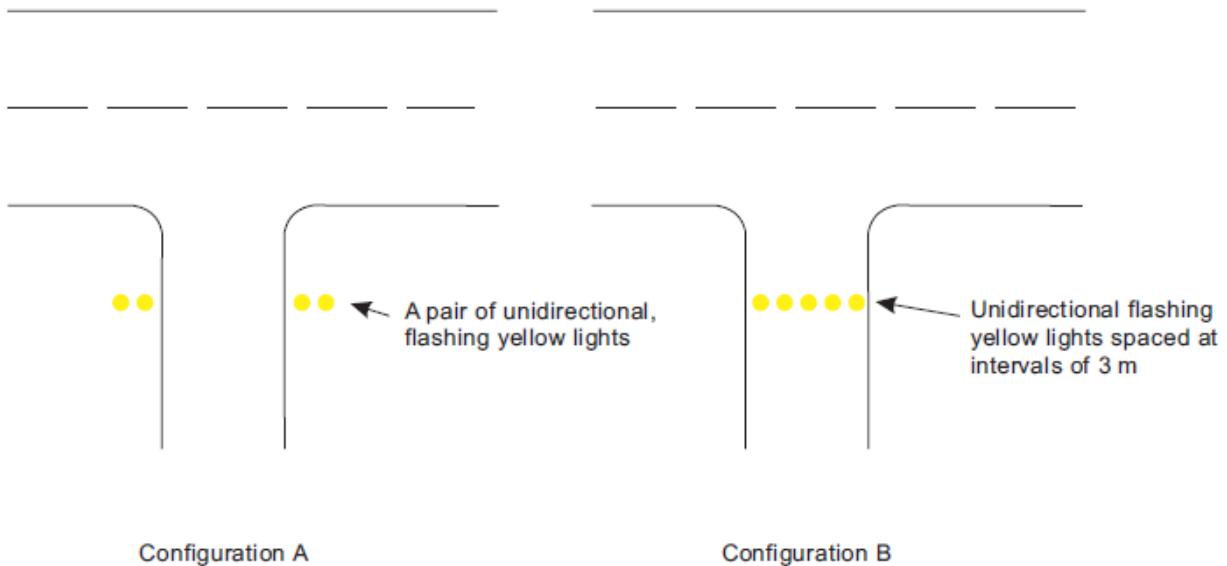 A pair of unidirectional,
flashing yellow lights
Unidirectional flashing
yellow lights spaced at
intervals of 3 m
Configuration A
Configuration B